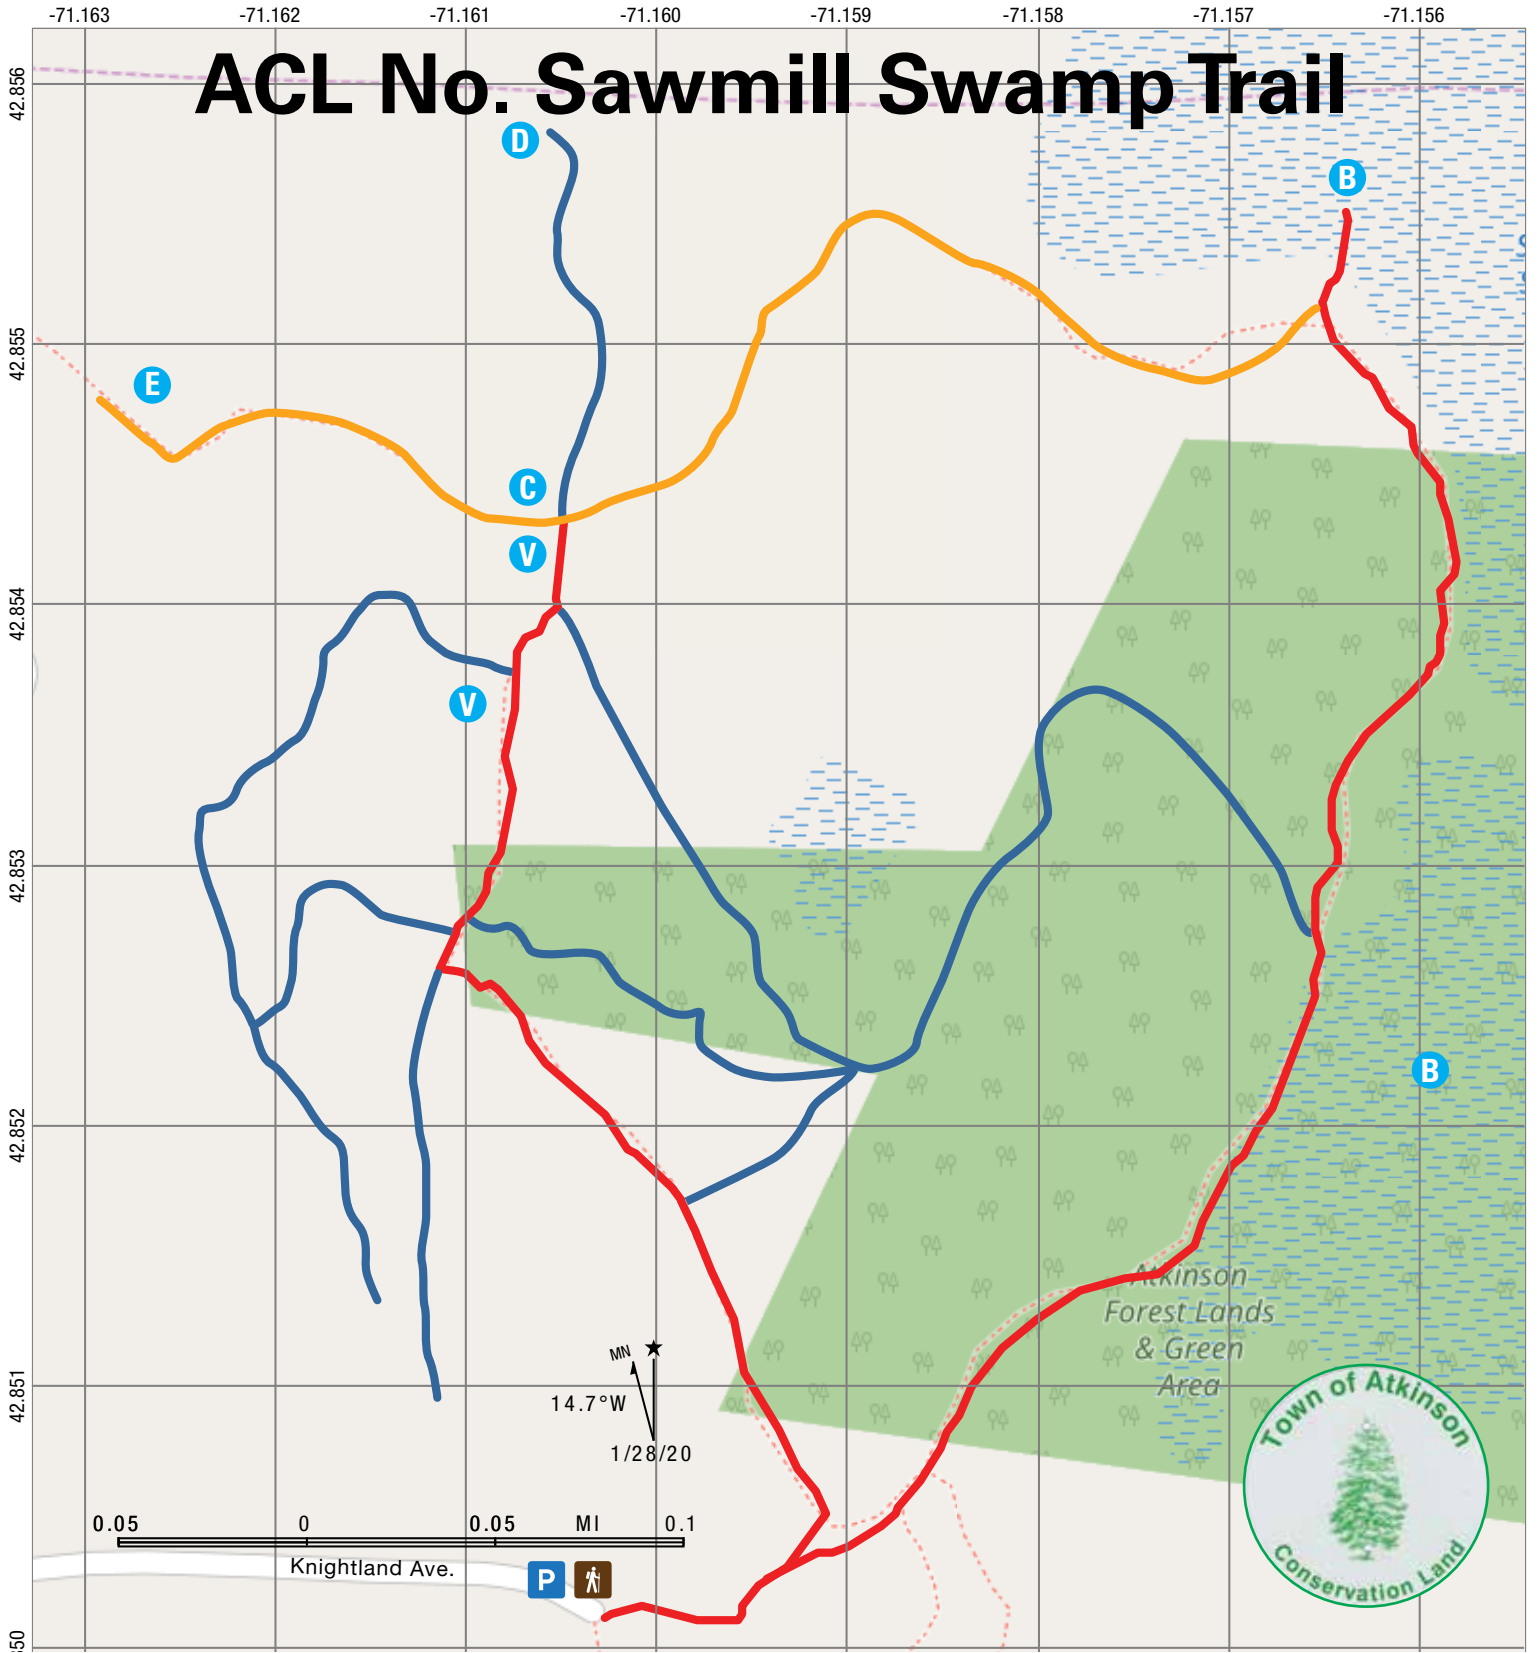 -71.163 -71.162 -71.161 -71.160 -71.159 -71.158 -71.157 -71.156
42.856
ACL No. Sawmill Swamp Trail
D
B
42.855
E
C
V
42.854
V
42.853
B
42.852
Atkinson
Forest Lands
& Green
Area
MN
42.851
14.7°W
1/28/20
Town of Atkinson
Conservation Land
0.05 0 0.05 MI 0.1
Knightland Ave.
P
50